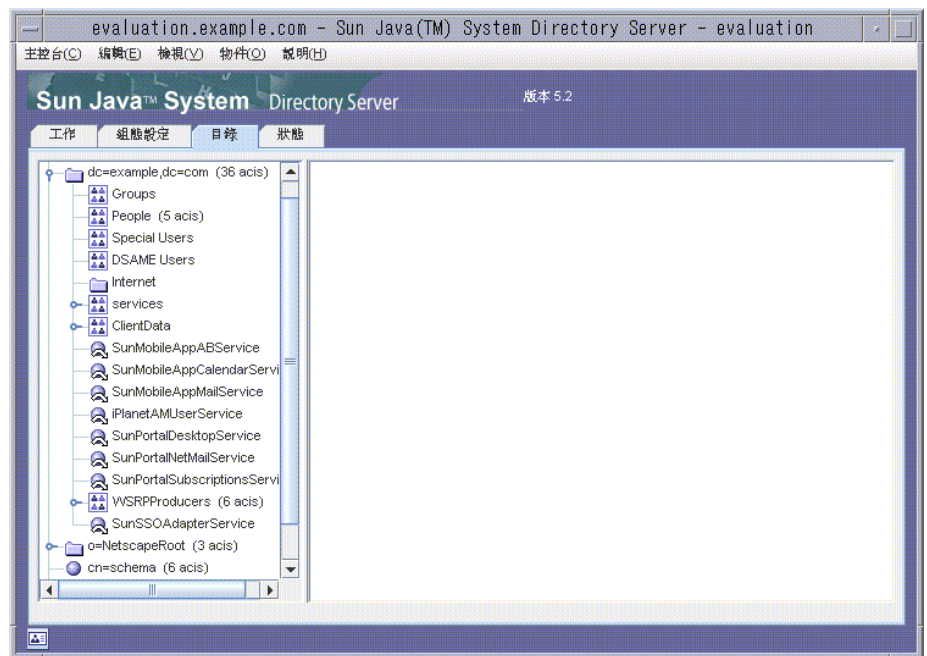 evaluation.example.com - Sun Java(TM) System Directory Server - evaluation
主控台(C) 編輯(E) 檢視(V) 物件(O) 說明(H)
Sun Java™ System Directory Server
版本 5.2
工作 組態設定 目錄 狀態
dc=example,dc=com (36 acis)
Groups
People (5 acis)
Special Users
DSAME Users
Internet
services
ClientData
SunMobileAppABService
SunMobileAppCalendarServi
SunMobileAppMailService
iPlanetAMUserService
SunPortalDesktopService
SunPortalNetMailService
SunPortalSubscriptionsServi
WSRPProducers (6 acis)
SunSSOAdapterService
o=NetscapeRoot (3 acis)
cn=schema (6 acis)